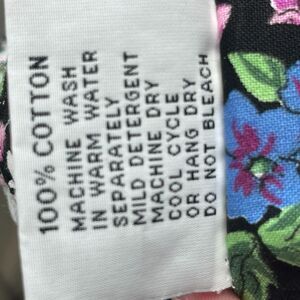 100% COTTON
MACHINE WASH
IN WARM WATER
SEPARATELY
MILD DETERGENT
MACHINE DRY
COOL CYCLE
OR HANG DRY
DO NOT BLEACH